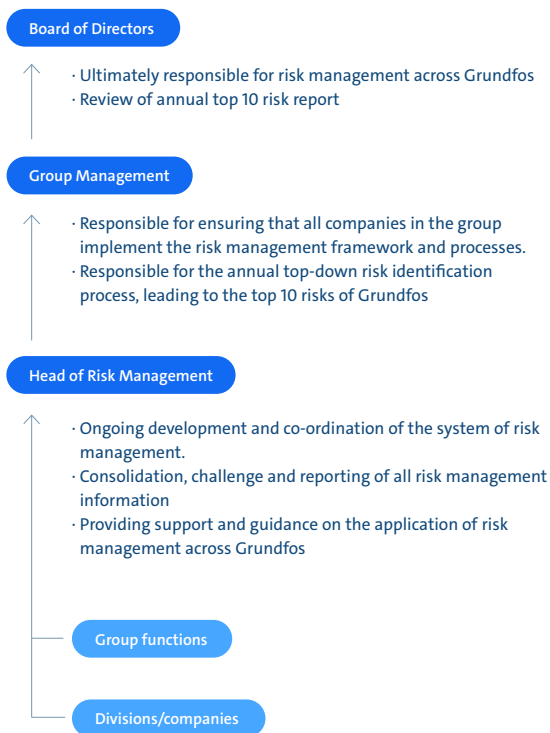 Board of Directors
· Ultimately responsible for risk management across Grundfos
· Review of annual top 10 risk report
Group Management
· Responsible for ensuring that all companies in the group
implement the risk management framework and processes.
· Responsible for the annual top-down risk identification
process, leading to the top 10 risks of Grundfos
Head of Risk Management
· Ongoing development and co-ordination of the system of risk
management.
· Consolidation, challenge and reporting of all risk management
information
· Providing support and guidance on the application of risk
management across Grundfos
Group functions
Divisions/companies